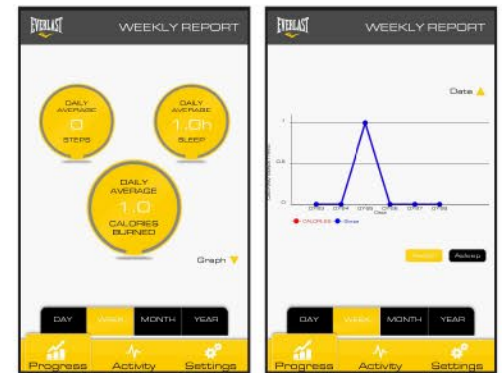 EVERLAST
WEEKLY REPORT
DAILY
AVERAGE
0
STEPS
DAILY
AVERAGE
1.0h
SLEEP
DAILY
AVERAGE
1.0
CALORIES
BURNED
Graph
DAY
WEEK
MONTH
YEAR
Progress
Activity
Settings
EVERLAST
WEEKLY REPORT
Data
1
0.5
0
CALORIES
Asleep
DAY
WEEK
MONTH
YEAR
Progress
Activity
Settings